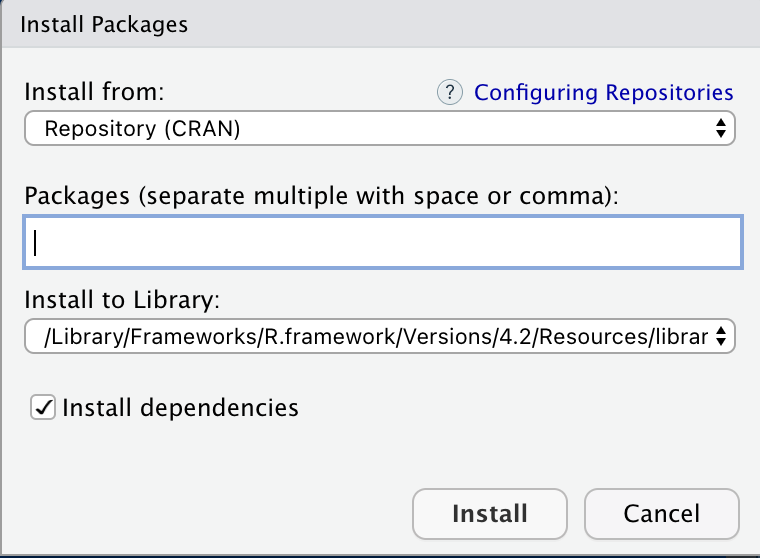 Install Packages
Install from:
? Configuring Repositories
Repository (CRAN)
Packages (separate multiple with space or comma):
Install to Library:
/Library/Frameworks/R.framework/Versions/4.2/Resources/librar
Install dependencies
Install
Cancel